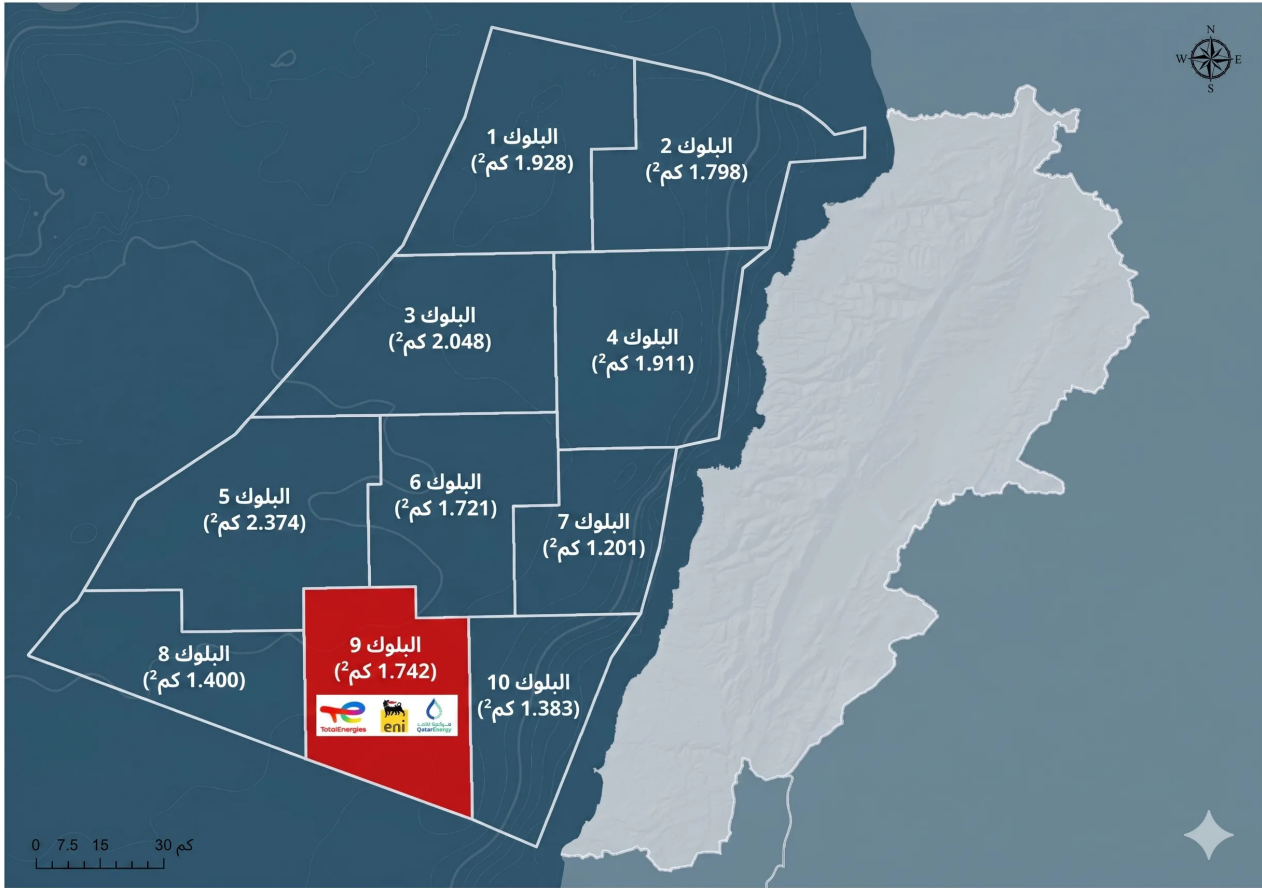 N
W E
S
البلوك 1
(1.928 كم²)
البلوك 2
(1.798 كم²)
البلوك 3
(2.048 كم²)
البلوك 4
(1.911 كم²)
البلوك 5
(2.374 كم²)
البلوك 6
(1.721 كم²)
البلوك 7
(1.201 كم²)
البلوك 8
(1.400 كم²)
البلوك 9
(1.742 كم²)
TotalEnergies
eni
QatarEnergy
البلوك 10
(1.383 كم²)
0 7.5 15 30 كم